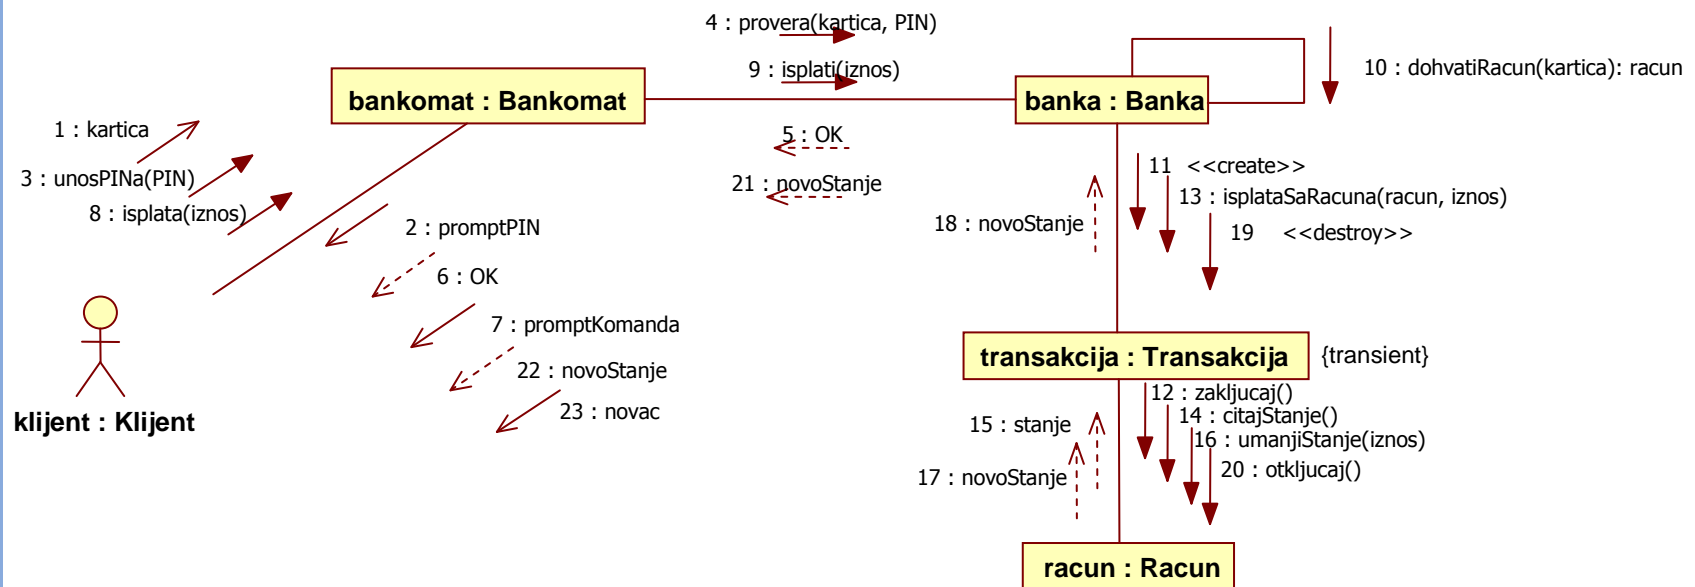 4 : provera(kartica, PIN)
9 : isplati(iznos)
10 : dohvatiRacun(kartica): racun
bankomat : Bankomat
banka : Banka
1 : kartica
5 : OK
3 : unosPINa(PIN)
21 : novoStanje
11 <<create>>
13 : isplataSaRacuna(racun, iznos)
8 : isplata(iznos)
2 : promptPIN
18 : novoStanje
19 <<destroy>>
6 : OK
7 : promptKomanda
transakcija : Transakcija {transient}
22 : novoStanje
23 : novac
12 : zakljucaj()
14 : citajStanje()
klijent : Klijent
15 : stanje
16 : umanjiStanje(iznos)
17 : novoStanje
20 : otkljucaj()
racun : Racun